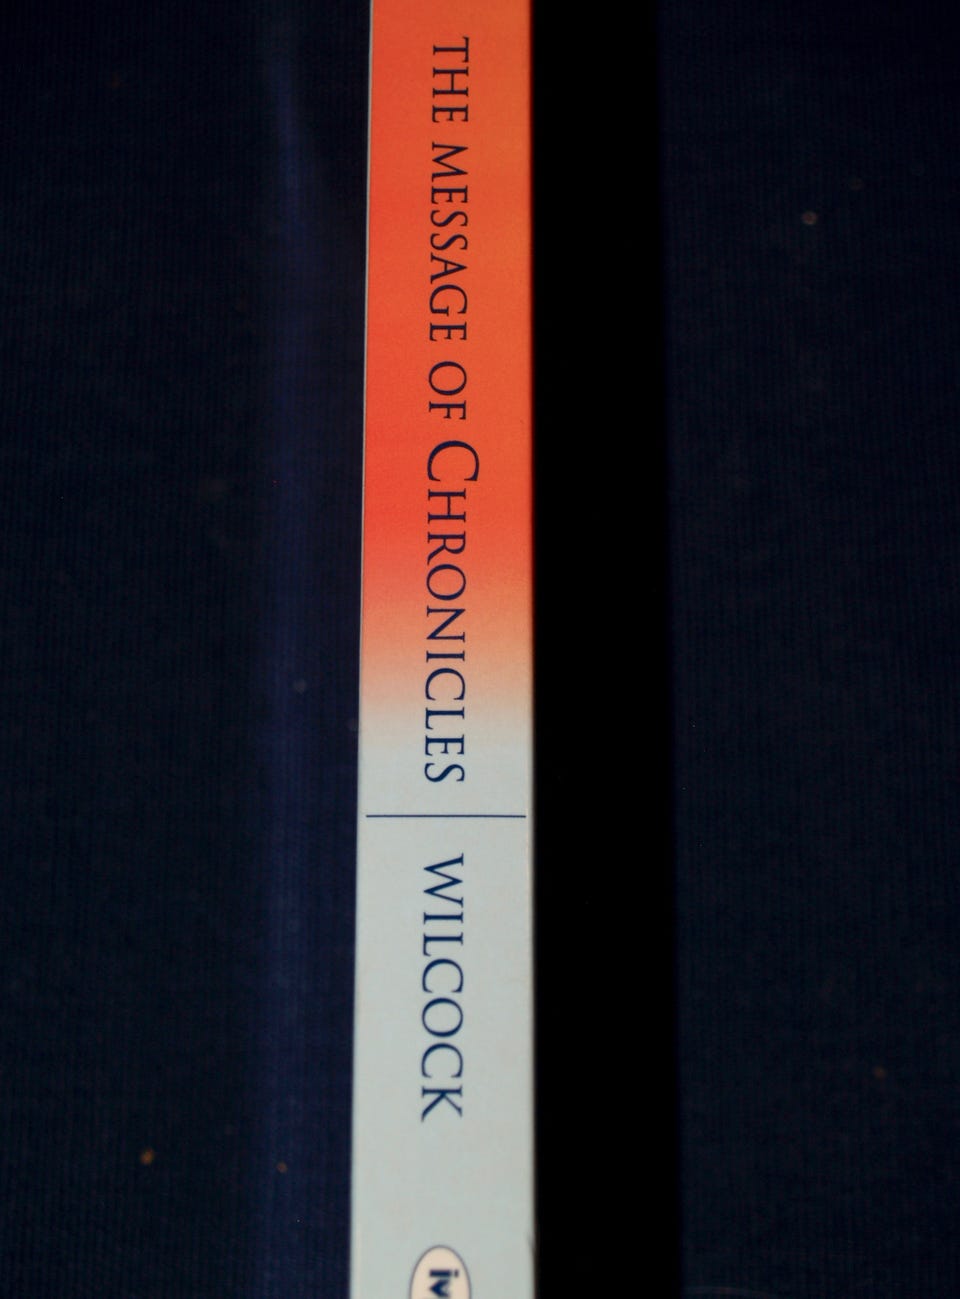 THE MESSAGE OF CHRONICLES
WILCOCK